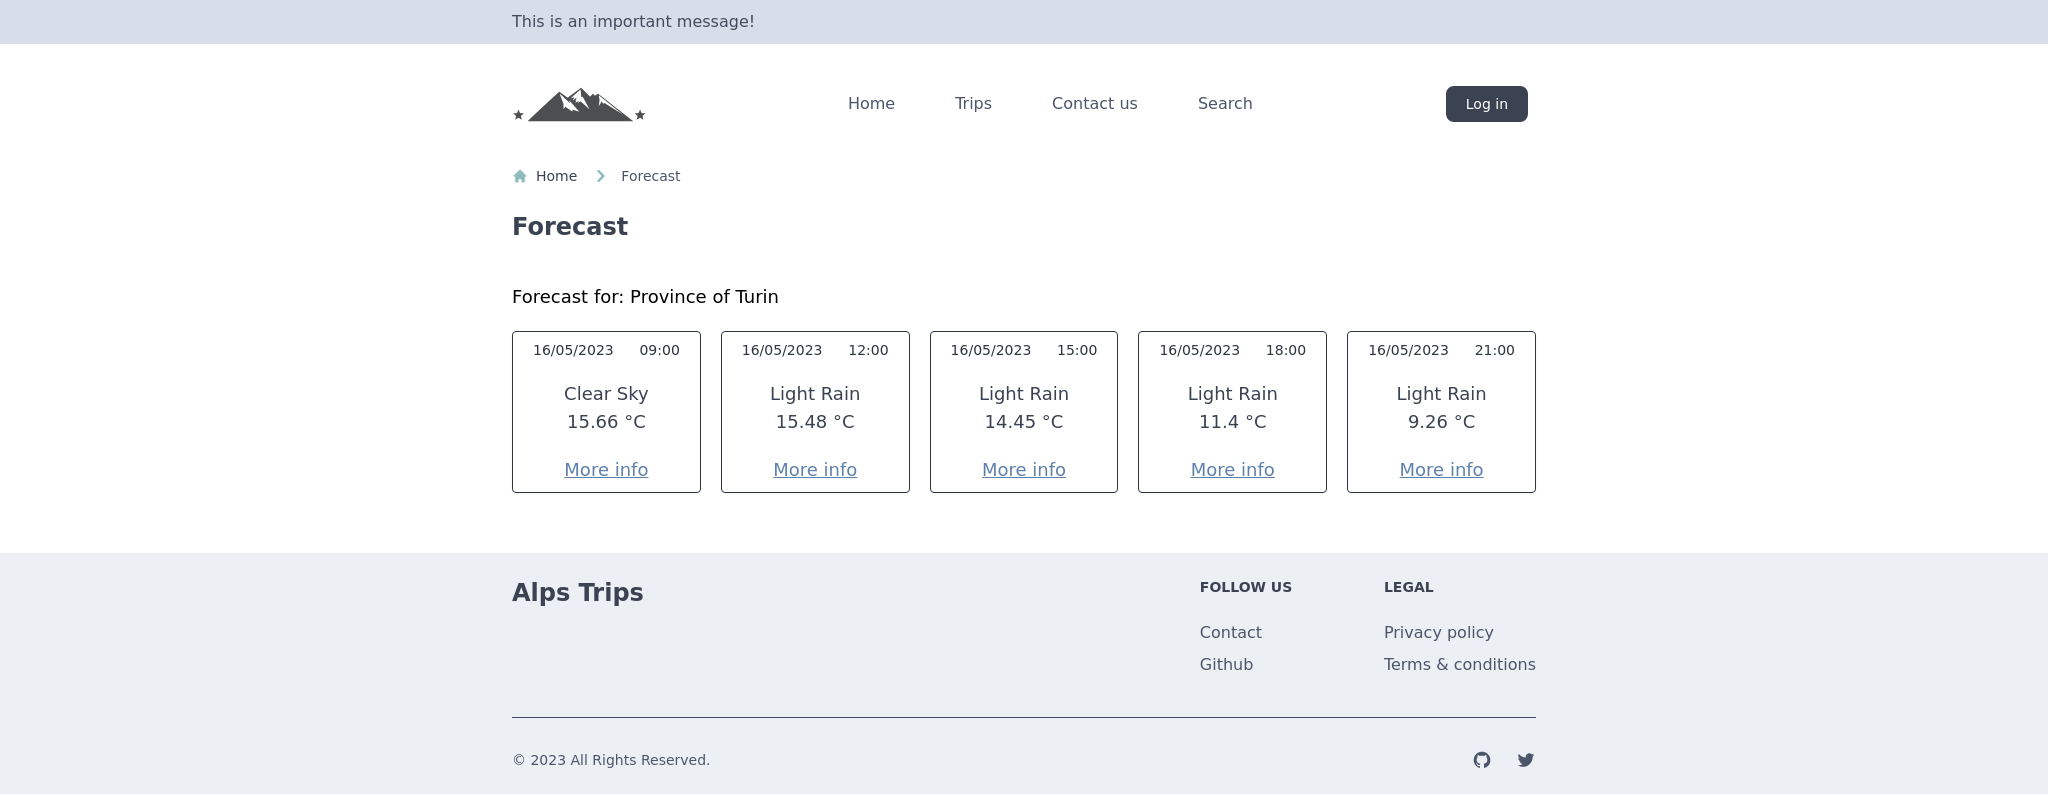 This is an important message!
Home Trips Contact us Search Log in
Home Forecast
Forecast
Forecast for: Province of Turin
16/05/2023 09:00 16/05/2023 12:00 16/05/2023 15:00 16/05/2023 18:00 16/05/2023 21:00
Clear Sky Light Rain Light Rain Light Rain Light Rain
15.66 °C 15.48 °C 14.45 °C 11.4 °C 9.26 °C
More info More info More info More info More info
Alps Trips FOLLOW US LEGAL
Contact Privacy policy
Github Terms & conditions
© 2023 All Rights Reserved.